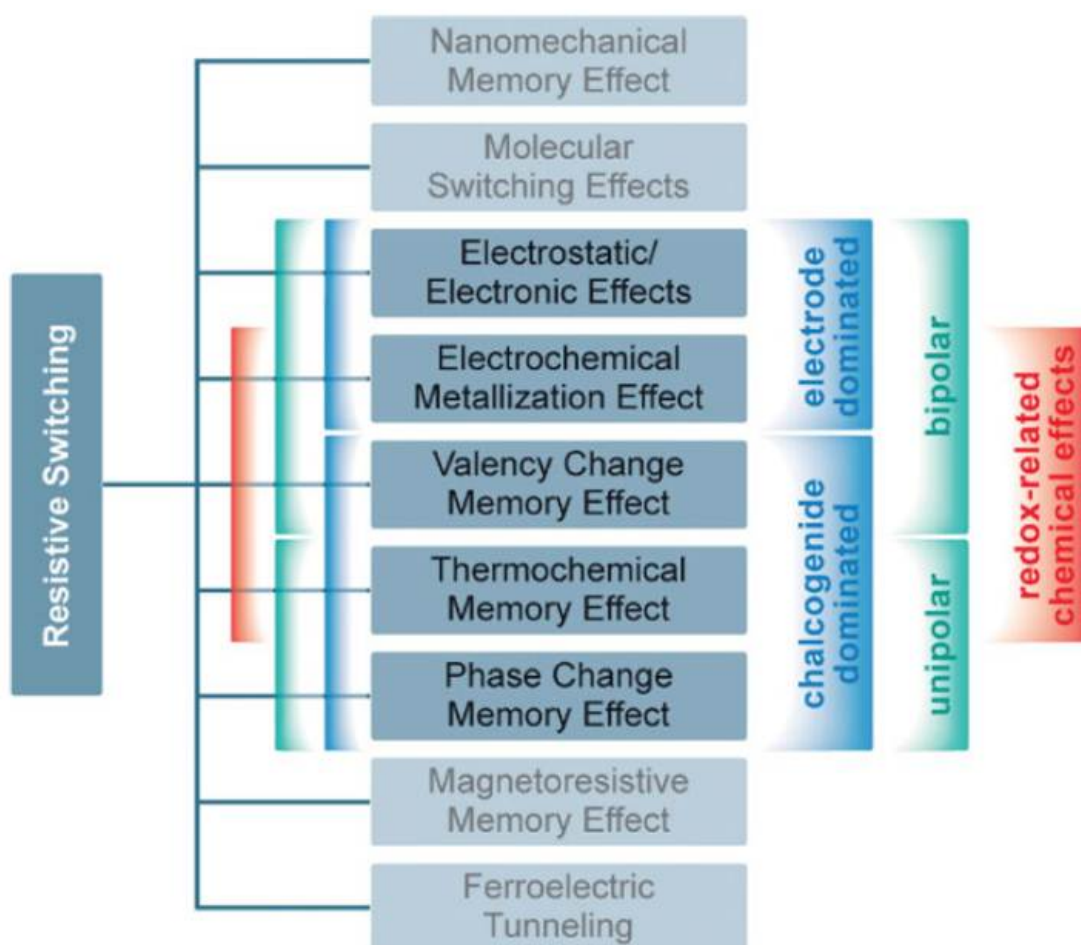 Resistive Switching
Nanomechanical
Memory Effect
Molecular
Switching Effects
Electrostatic/
Electronic Effects
Electrochemical
Metallization Effect
Valency Change
Memory Effect
Thermochemical
Memory Effect
Phase Change
Memory Effect
Magnetoresistive
Memory Effect
Ferroelectric
Tunneling
electrode
dominated
chalcogenide
dominated
bipolar
unipolar
redox-related
chemical effects